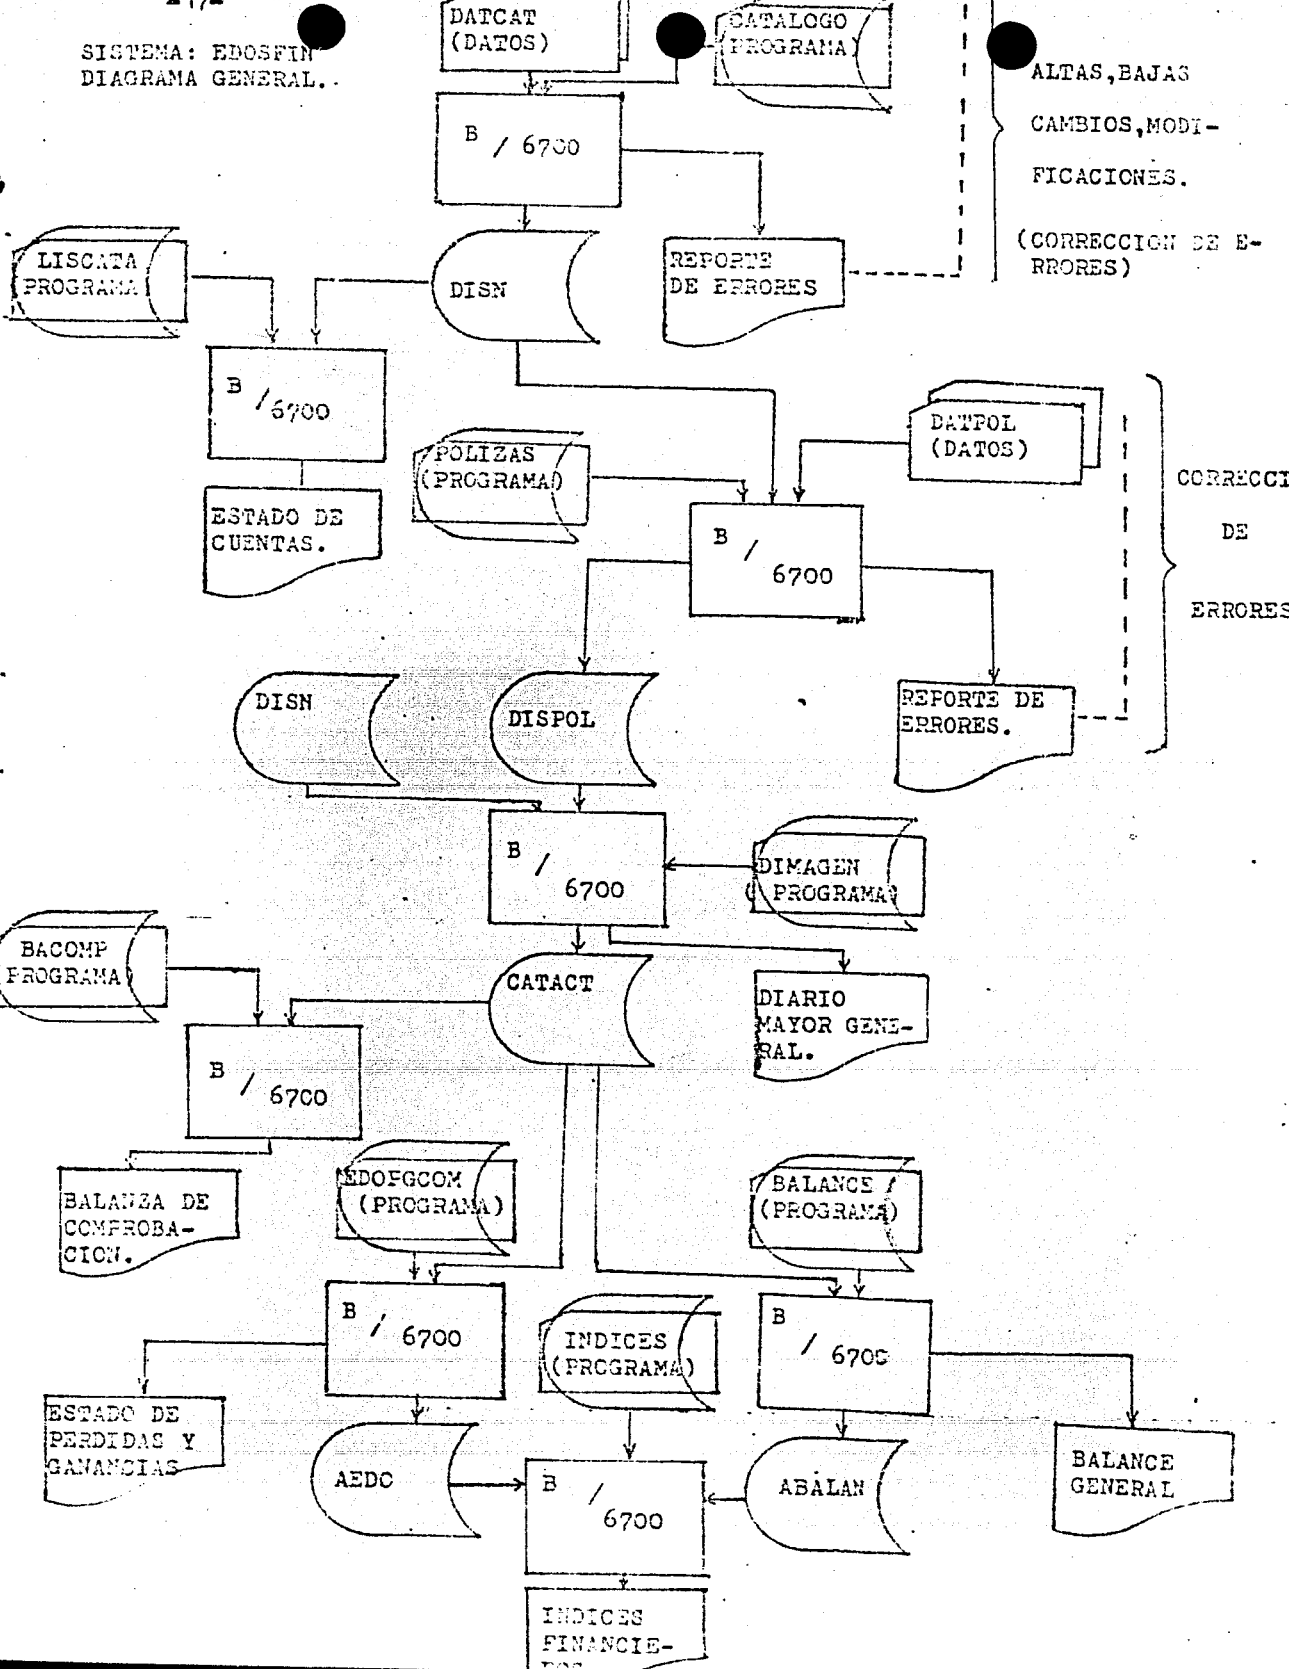 SISTEMA: EDOSFIN
DIAGRAMA GENERAL.
DATCAT
(DATOS)
CATALOGO
(PROGRAMA)
ALTAS,BAJAS
CAMBIOS,MODI-
FICACIONES.
(CORRECCION DE E-
RRORES)
B / 6700
LISCATA
PROGRAMA
DISN
REPORTE
DE ERRORES
B / 6700
ESTADO DE
CUENTAS.
POLIZAS
(PROGRAMA)
DATPOL
(DATOS)
CORRECCI
DE
ERRORES
B / 6700
DISN
DISPOL
REPORTE DE
ERRORES.
B / 6700
DIMAGEN
( PROGRAMA)
BACOMP
PROGRAMA)
CATACT
DIARIO
MAYOR GENE-
RAL.
B / 6700
BALANZA DE
COMPROBA-
CION.
EDOPGCOM
(PROGRAMA)
BALANCE
(PROGRAMA)
B / 6700
INDICES
(PROGRAMA)
B / 6700
ESTADO DE
PERDIDAS Y
GANANCIAS
AEDC
B / 6700
ABALAN
BALANCE
GENERAL
INDICES
FINANCIE-